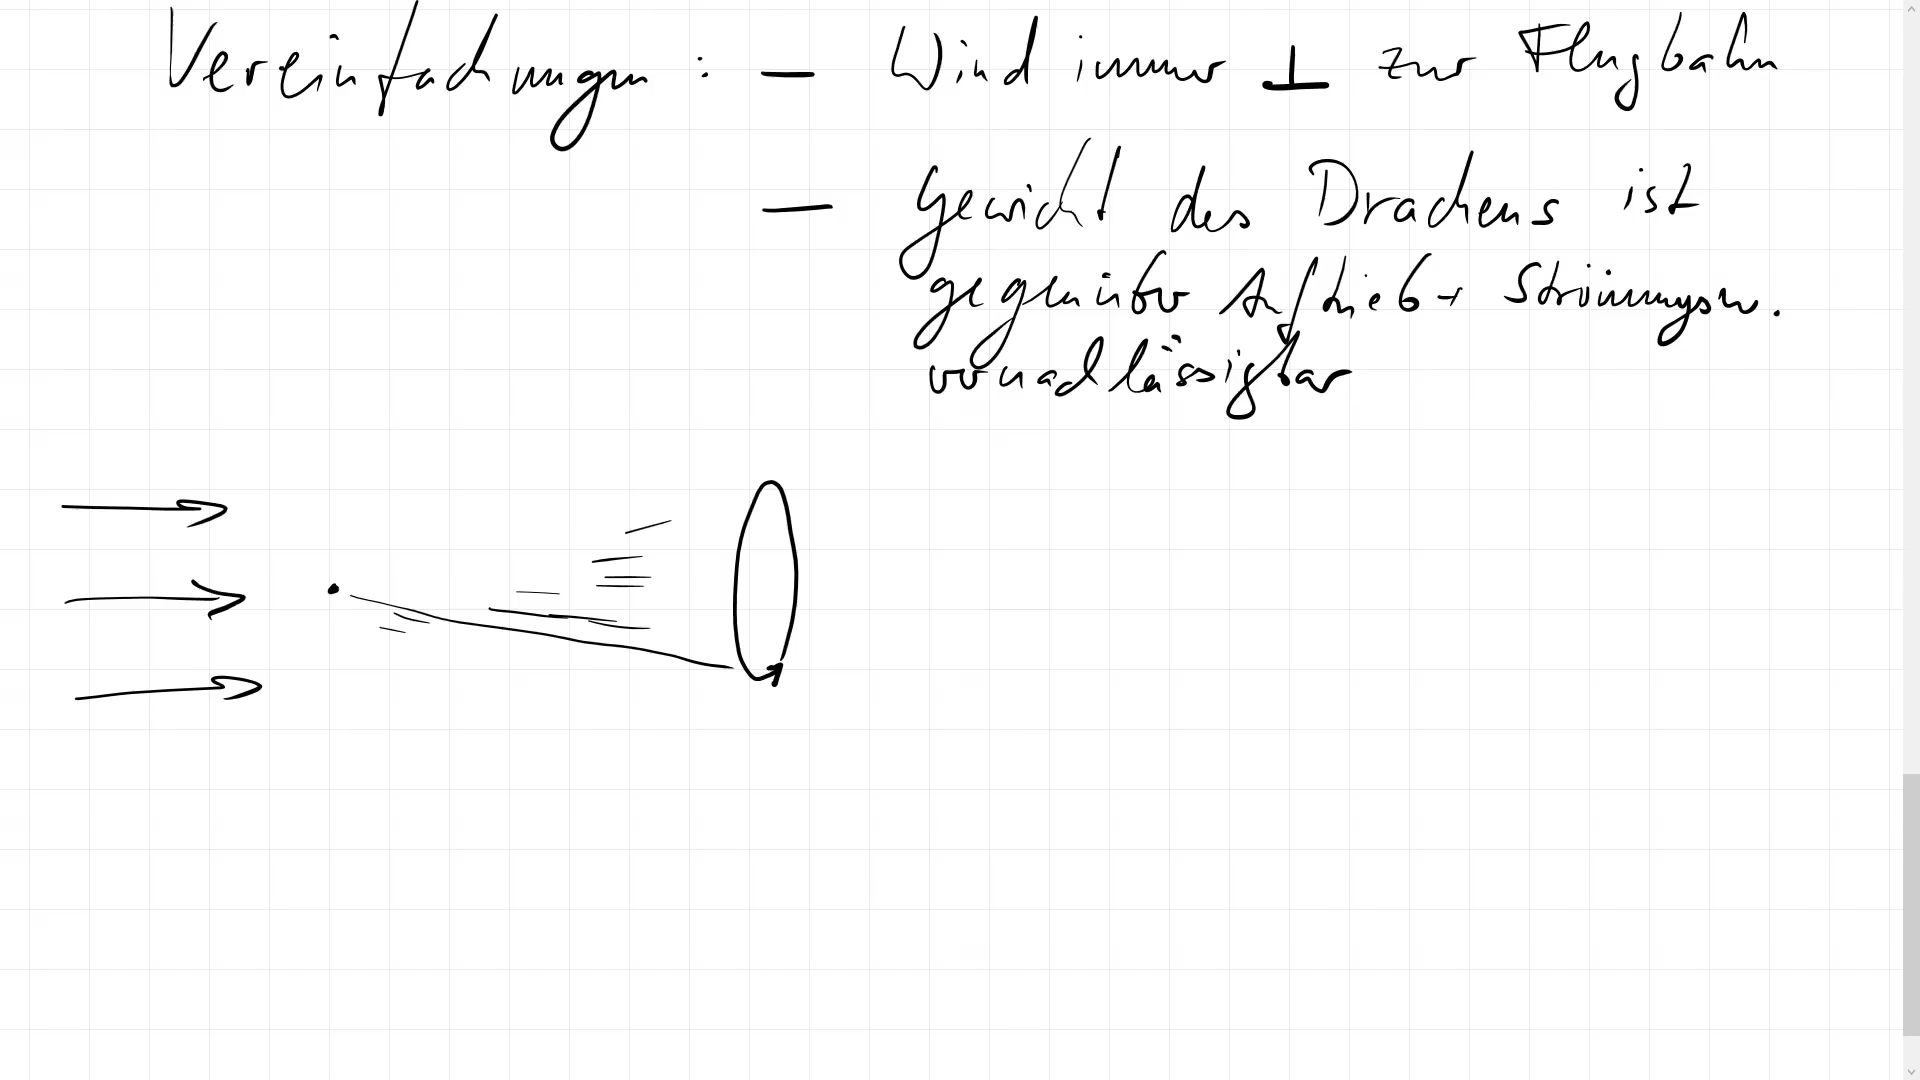 Vereinfachungen : – Wind immer ⊥ zur Flugbahn
– Gewicht des Drachens ist
gegenüber Auftrieb + Strömungsw.
vernachlässigbar